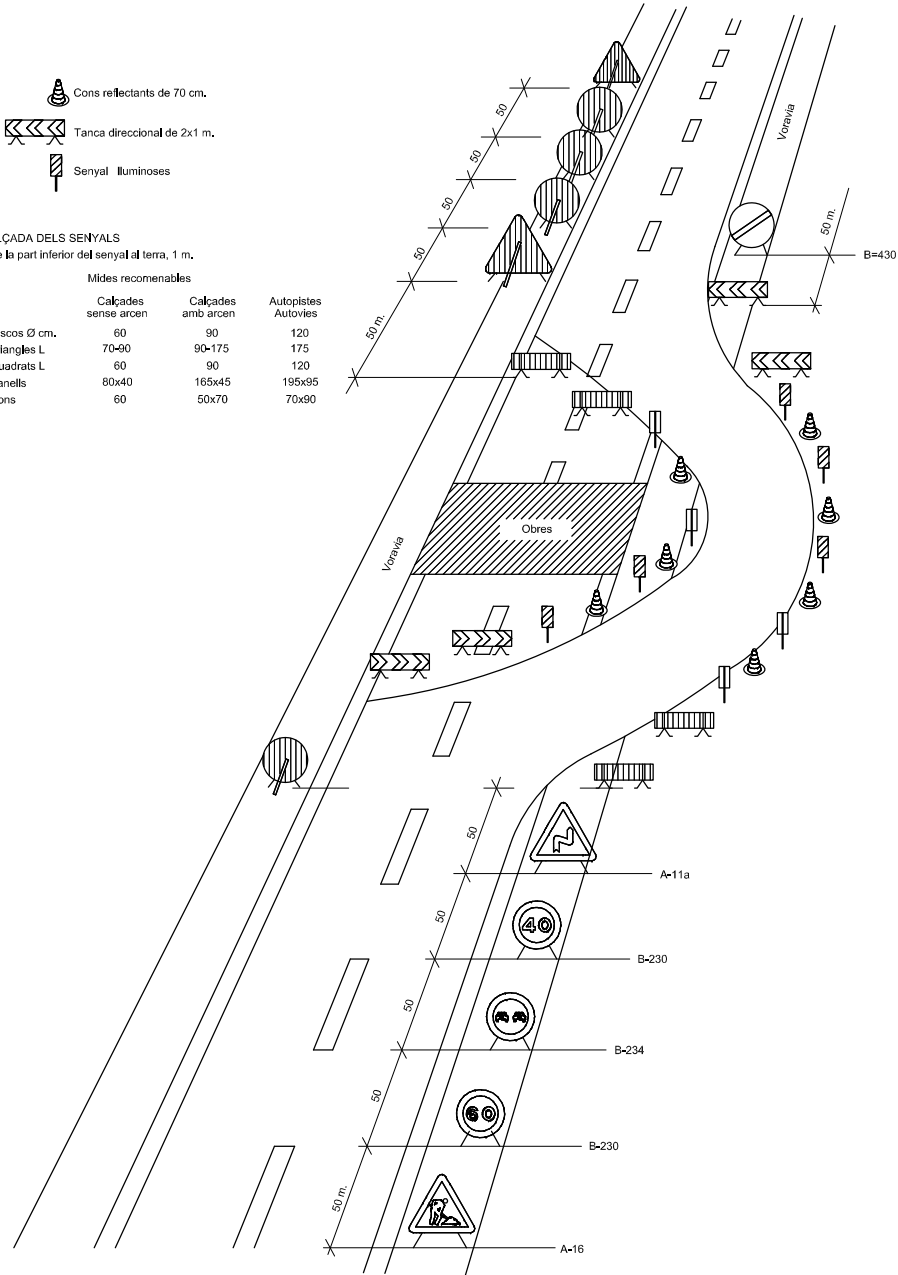 Cons reflectants de 70 cm.
Tanca direccional de 2x1 m.
Senyal lluminoses
LÇADA DELS SENYALS
e la part inferior del senyal al terra, 1 m.
Mides recomenables
Calçades sense arcen Calçades amb arcen Autopistes Autovies
scos Ø cm. 60 90 120
iangles L 70-90 90-175 175
uadrats L 60 90 120
anells 80x40 165x45 195x95
ons 60 50x70 70x90
50
50
50
50
50 m.
Voravia
50 m.
B=430
Obres
Voravia
50
A-11a
50
40
B-230
50
B-234
50
60
B-230
50 m.
A-16